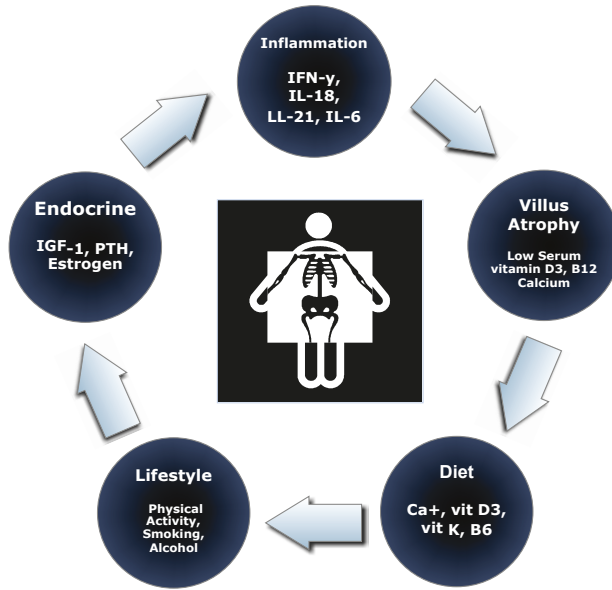 Inflammation
IFN-y,
IL-18,
LL-21, IL-6
Villus
Atrophy
Low Serum
vitamin D3, B12
Calcium
Diet
Ca+, vit D3,
vit K, B6
Lifestyle
Physical
Activity,
Smoking,
Alcohol
Endocrine
IGF-1, PTH,
Estrogen